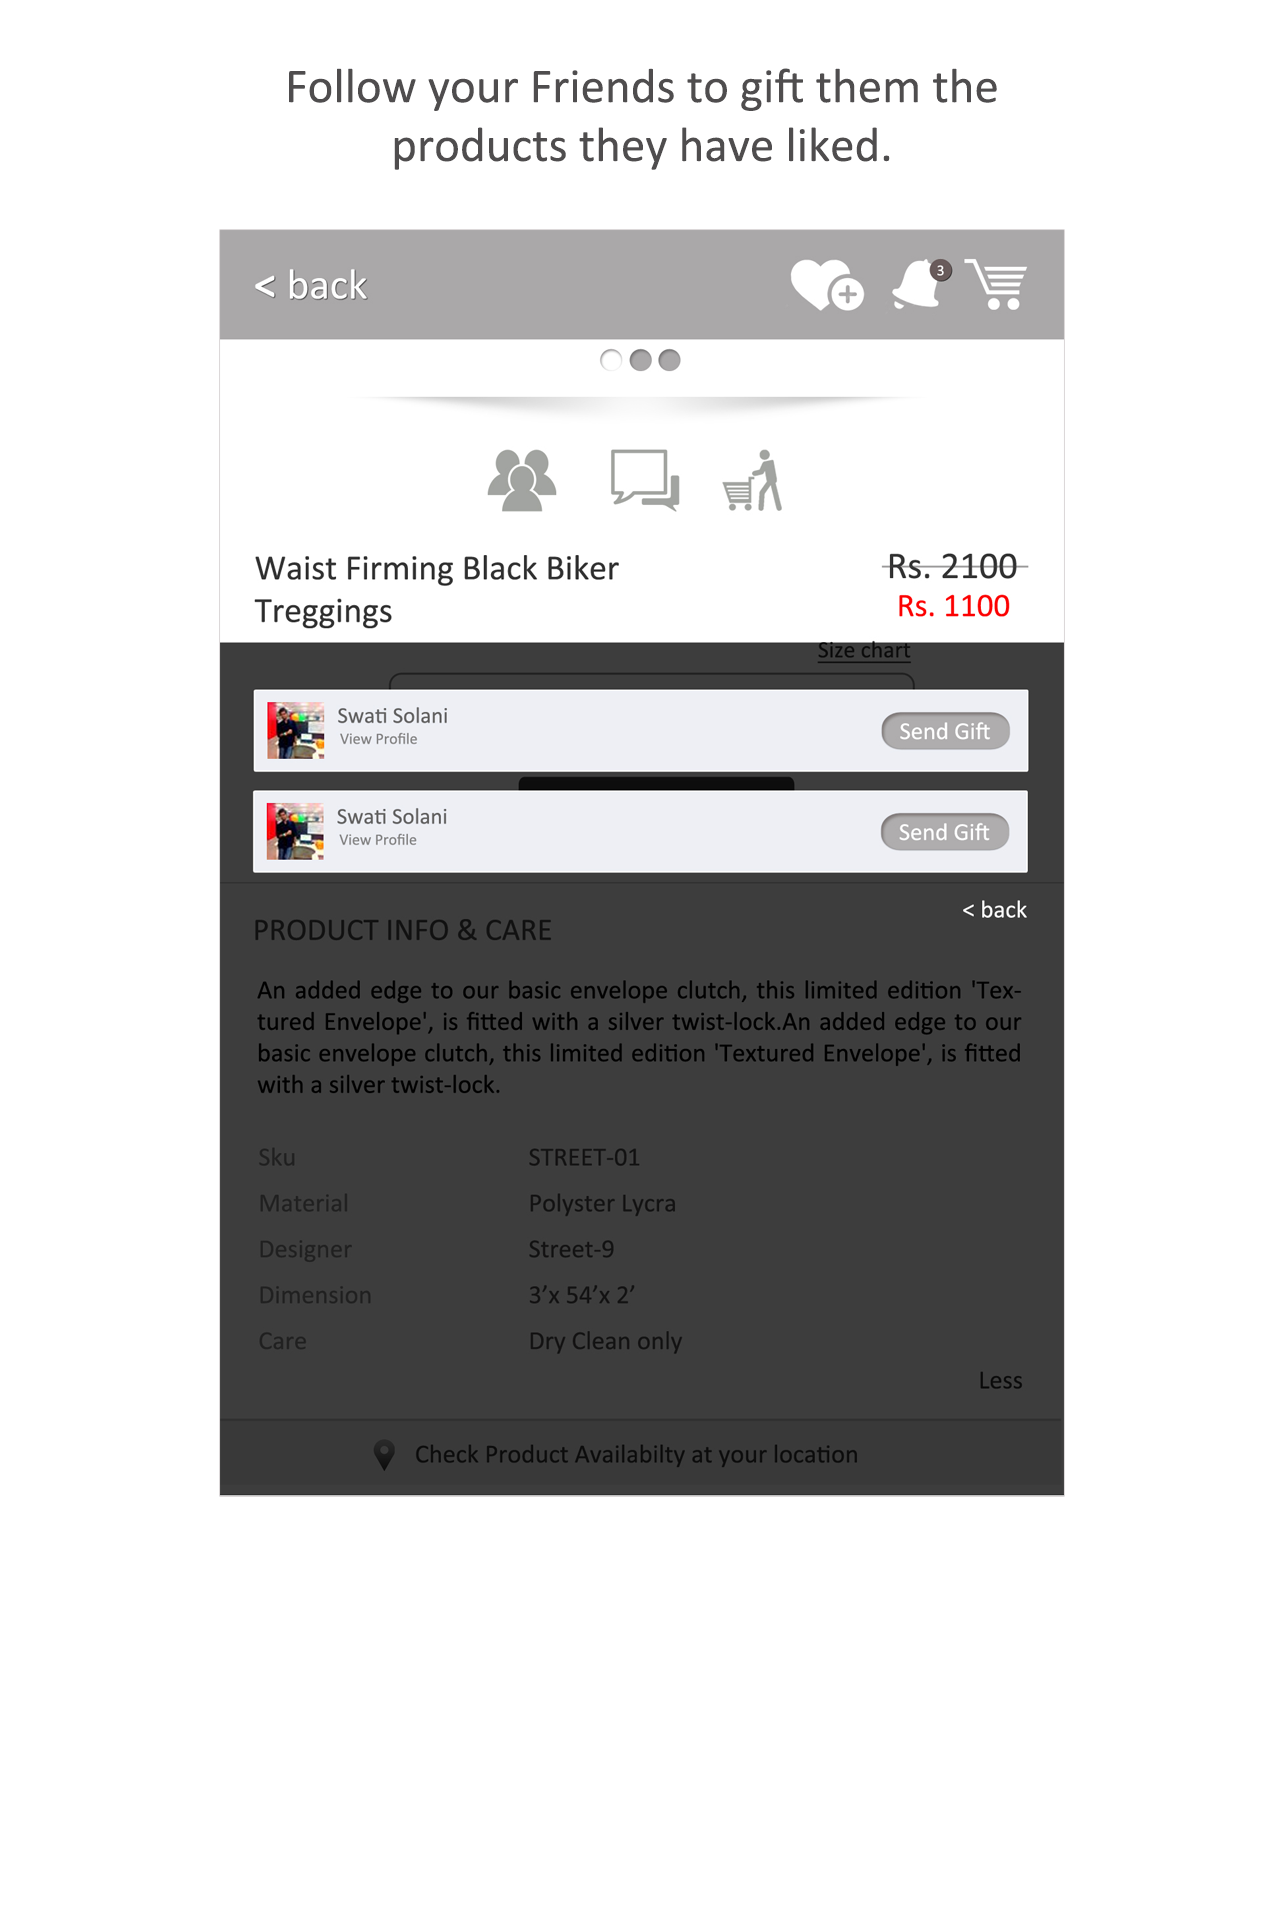 Follow your Friends to gift them the
products they have liked.
< back
3
Waist Firming Black Biker
Treggings
Rs. 2100
Rs. 1100
Size chart
Swati Solani
View Profile
Send Gift
Swati Solani
View Profile
Send Gift
< back
PRODUCT INFO & CARE
An added edge to our basic envelope clutch, this limited edition 'Tex-
tured Envelope', is fitted with a silver twist-lock.An added edge to our
basic envelope clutch, this limited edition 'Textured Envelope', is fitted
with a silver twist-lock.
Sku STREET-01
Material Polyster Lycra
Designer Street-9
Dimension 3’x 54’x 2’
Care Dry Clean only
Less
Check Product Availabilty at your location